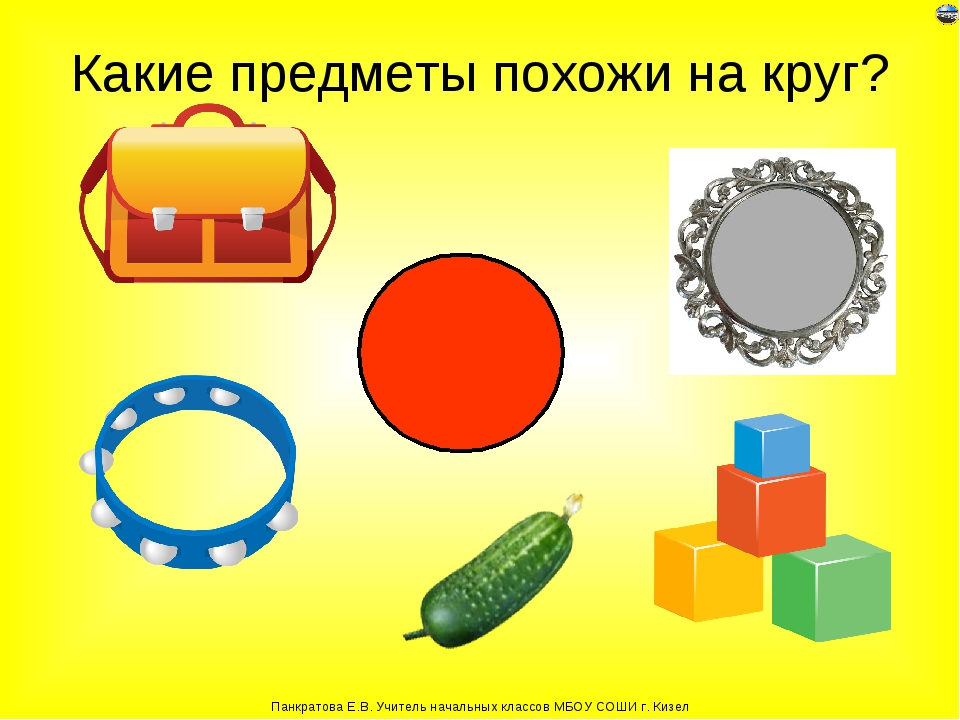 Какие предметы похожи на круг?
Панкратова Е.В. Учитель начальных классов МБОУ СОШИ г. Кизел